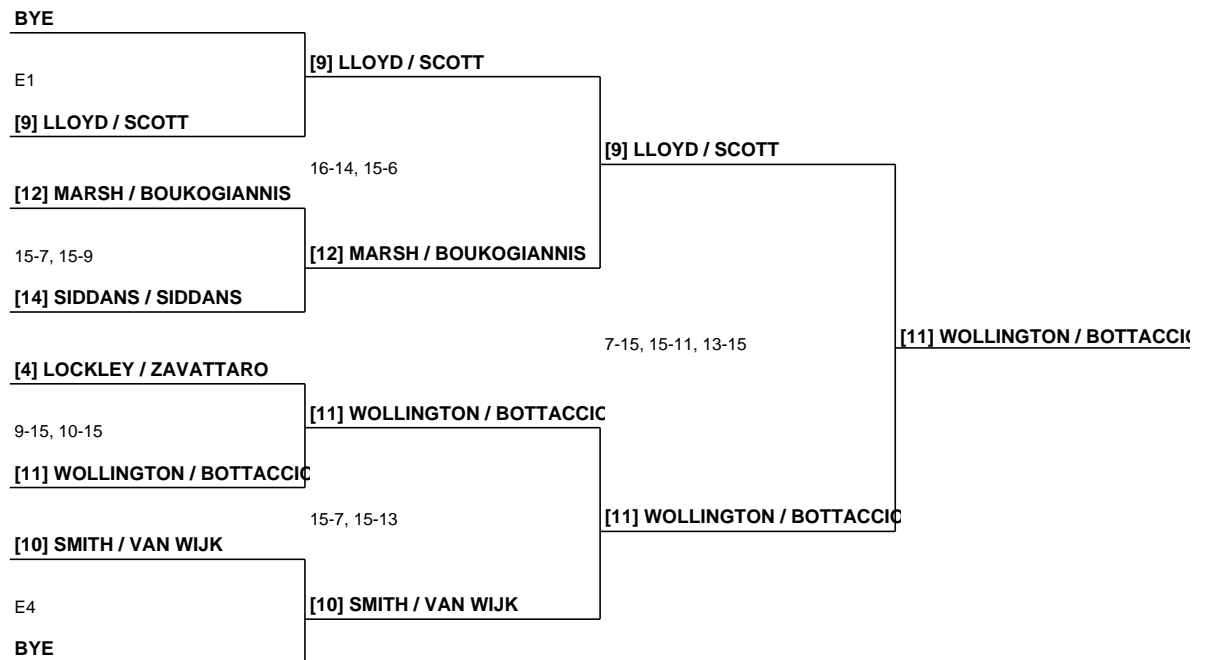 BYE
[9] LLOYD / SCOTT
E1
[9] LLOYD / SCOTT
[9] LLOYD / SCOTT
16-14, 15-6
[12] MARSH / BOUKOGIANNIS
15-7, 15-9
[12] MARSH / BOUKOGIANNIS
[14] SIDDANS / SIDDANS
7-15, 15-11, 13-15
[11] WOLLINGTON / BOTTACCIO
[4] LOCKLEY / ZAVATTARO
[11] WOLLINGTON / BOTTACCIO
9-15, 10-15
[11] WOLLINGTON / BOTTACCIO
15-7, 15-13
[11] WOLLINGTON / BOTTACCIO
[10] SMITH / VAN WIJK
E4
[10] SMITH / VAN WIJK
BYE